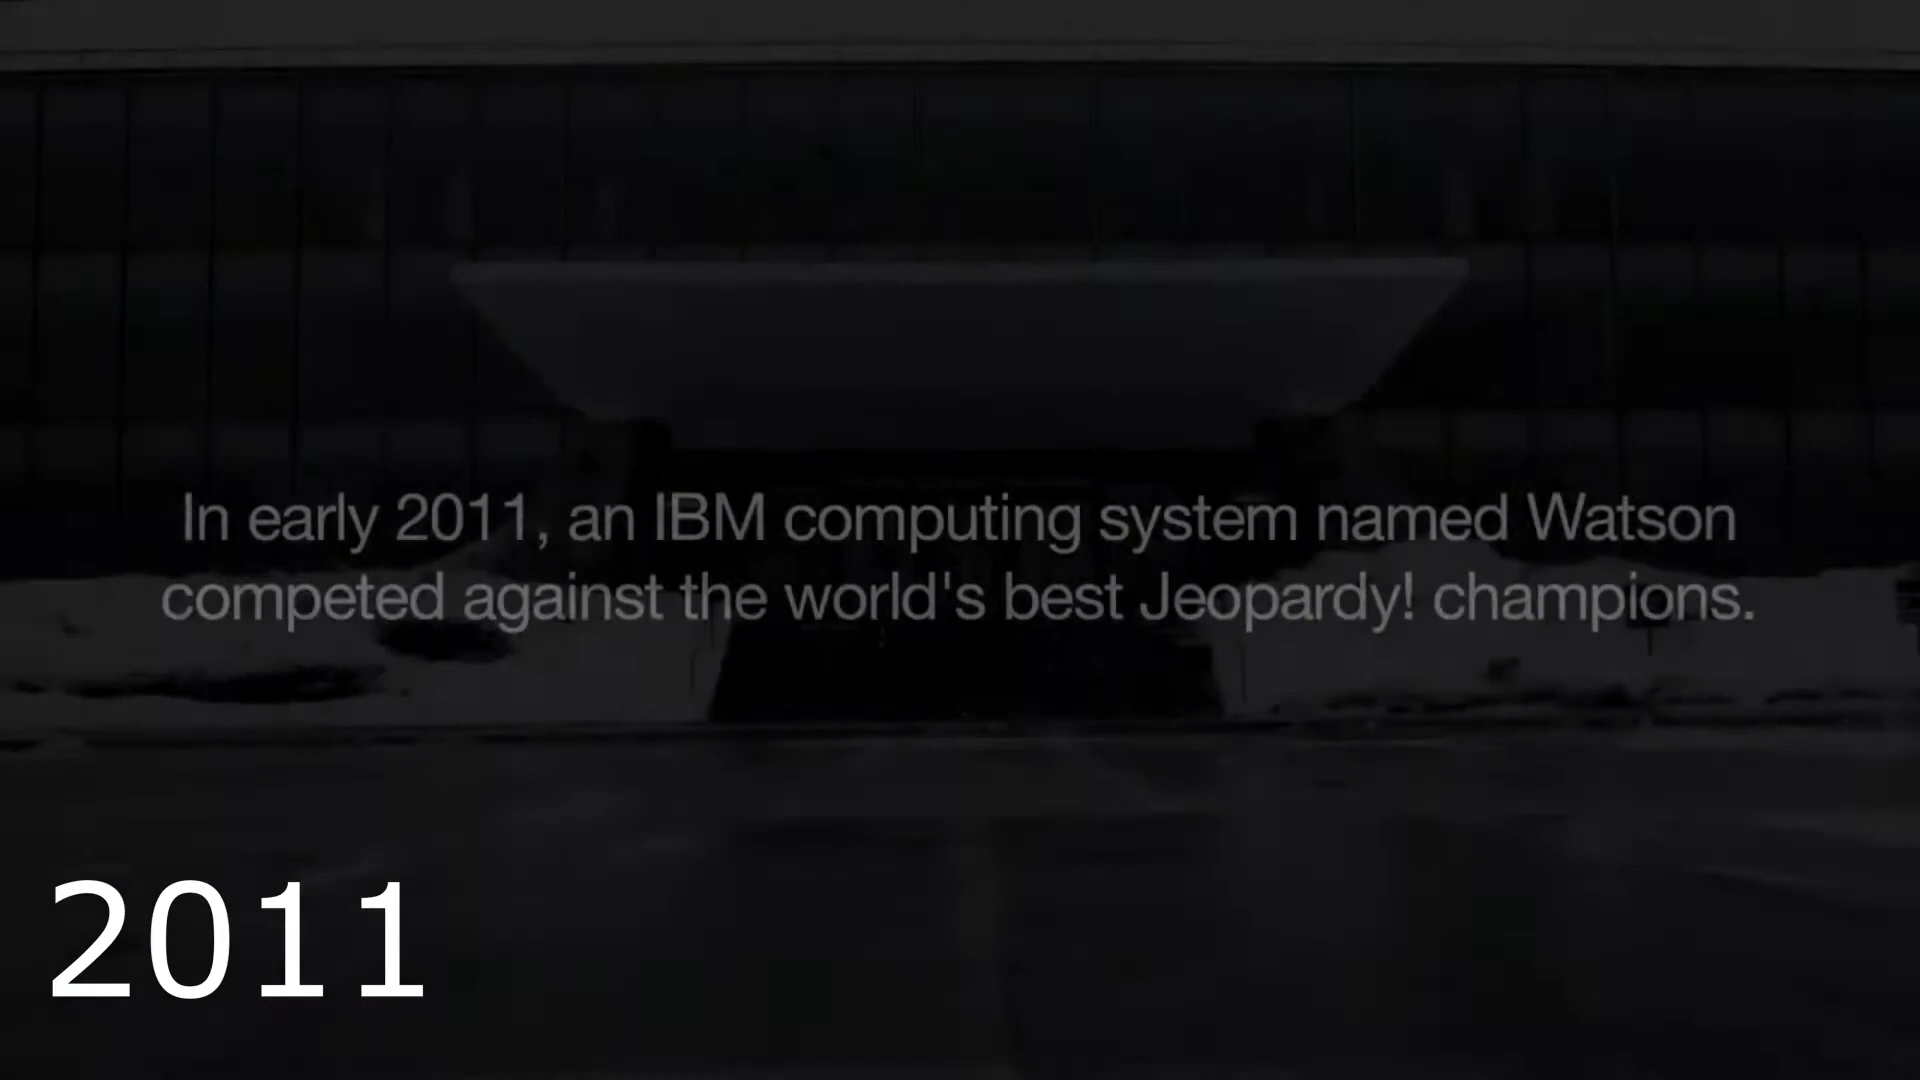 In early 2011, an IBM computing system named Watson
competed against the world's best Jeopardy! champions.
2011